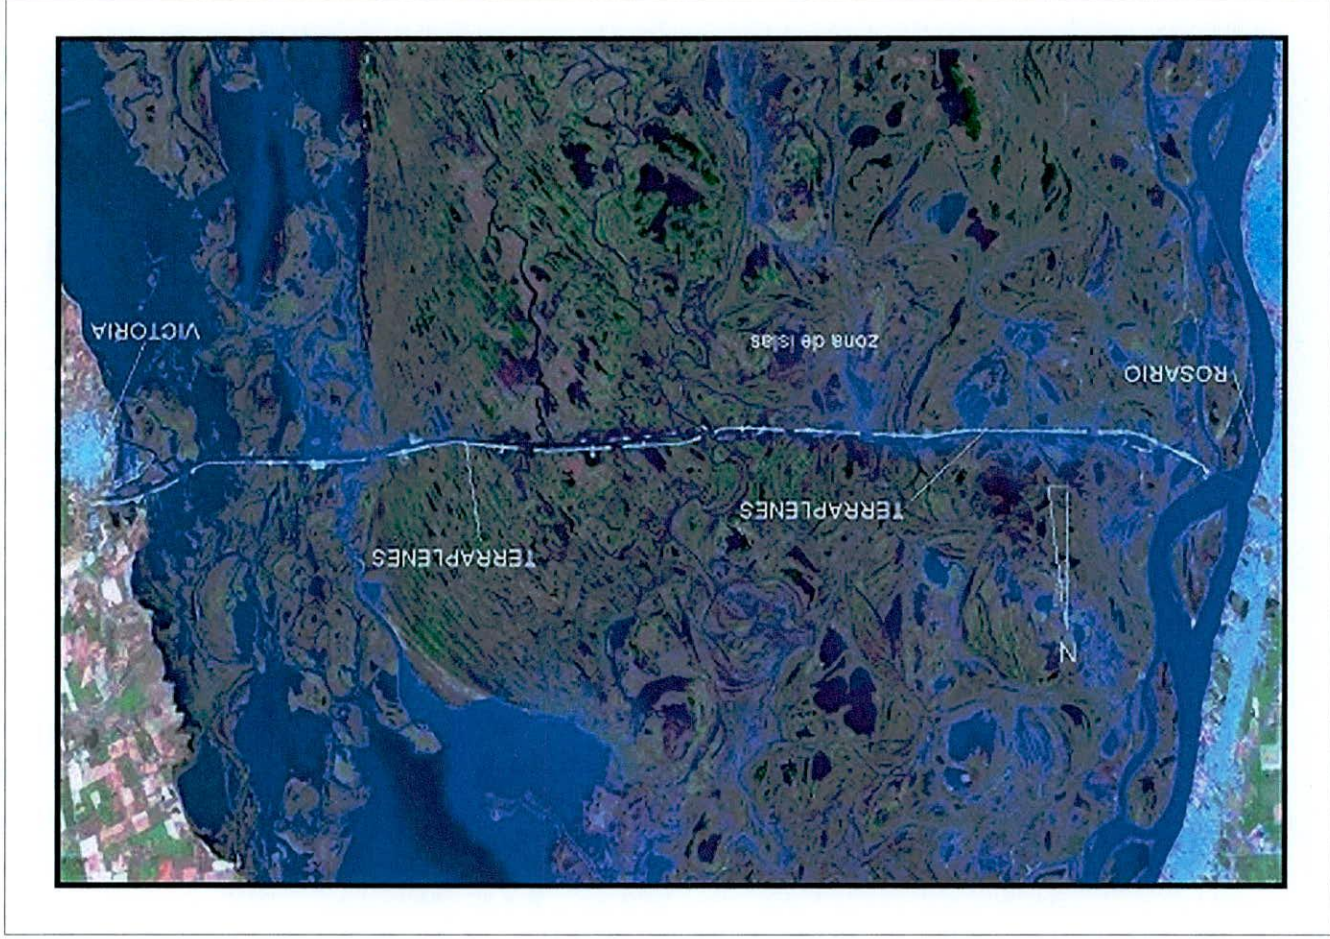 N
TERRAPLENES
TERRAPLENES
ROSARIO
zona de islas
VICTORIA